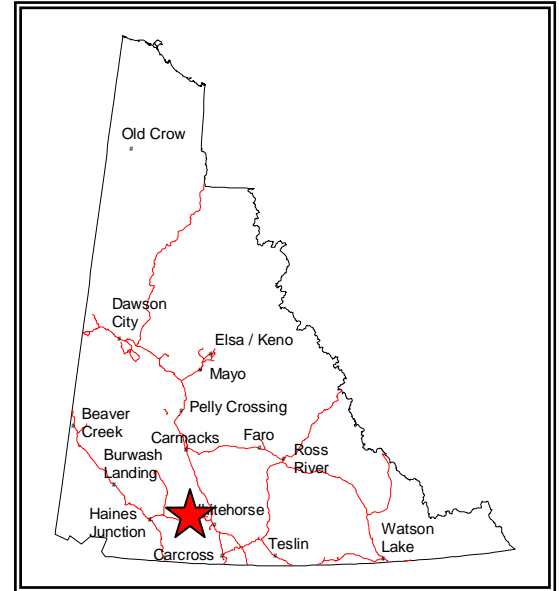 Old Crow
Dawson
City
Elsa / Keno
Mayo
Pelly Crossing
Beaver
Creek
Carmacks
Faro
Ross
River
Burwash
Landing
Haines
Junction
itehorse
Watson
Lake
Carcross
Teslin